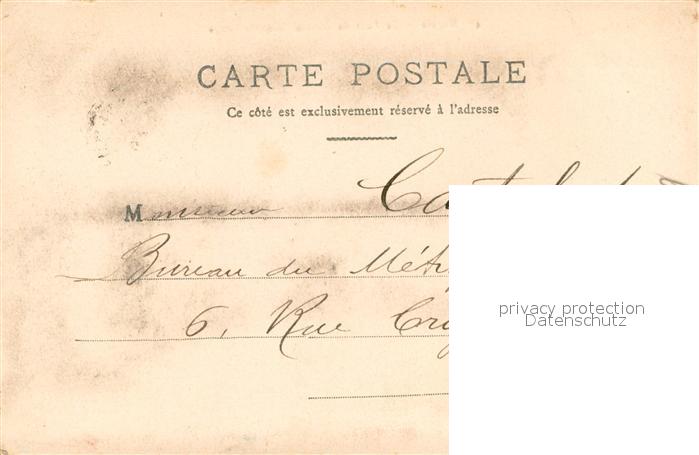 CARTE POSTALE
Ce côté est exclusivement réservé à l'adresse
Monsieur
Bureau du
6, Rue
privacy protection
Datenschutz